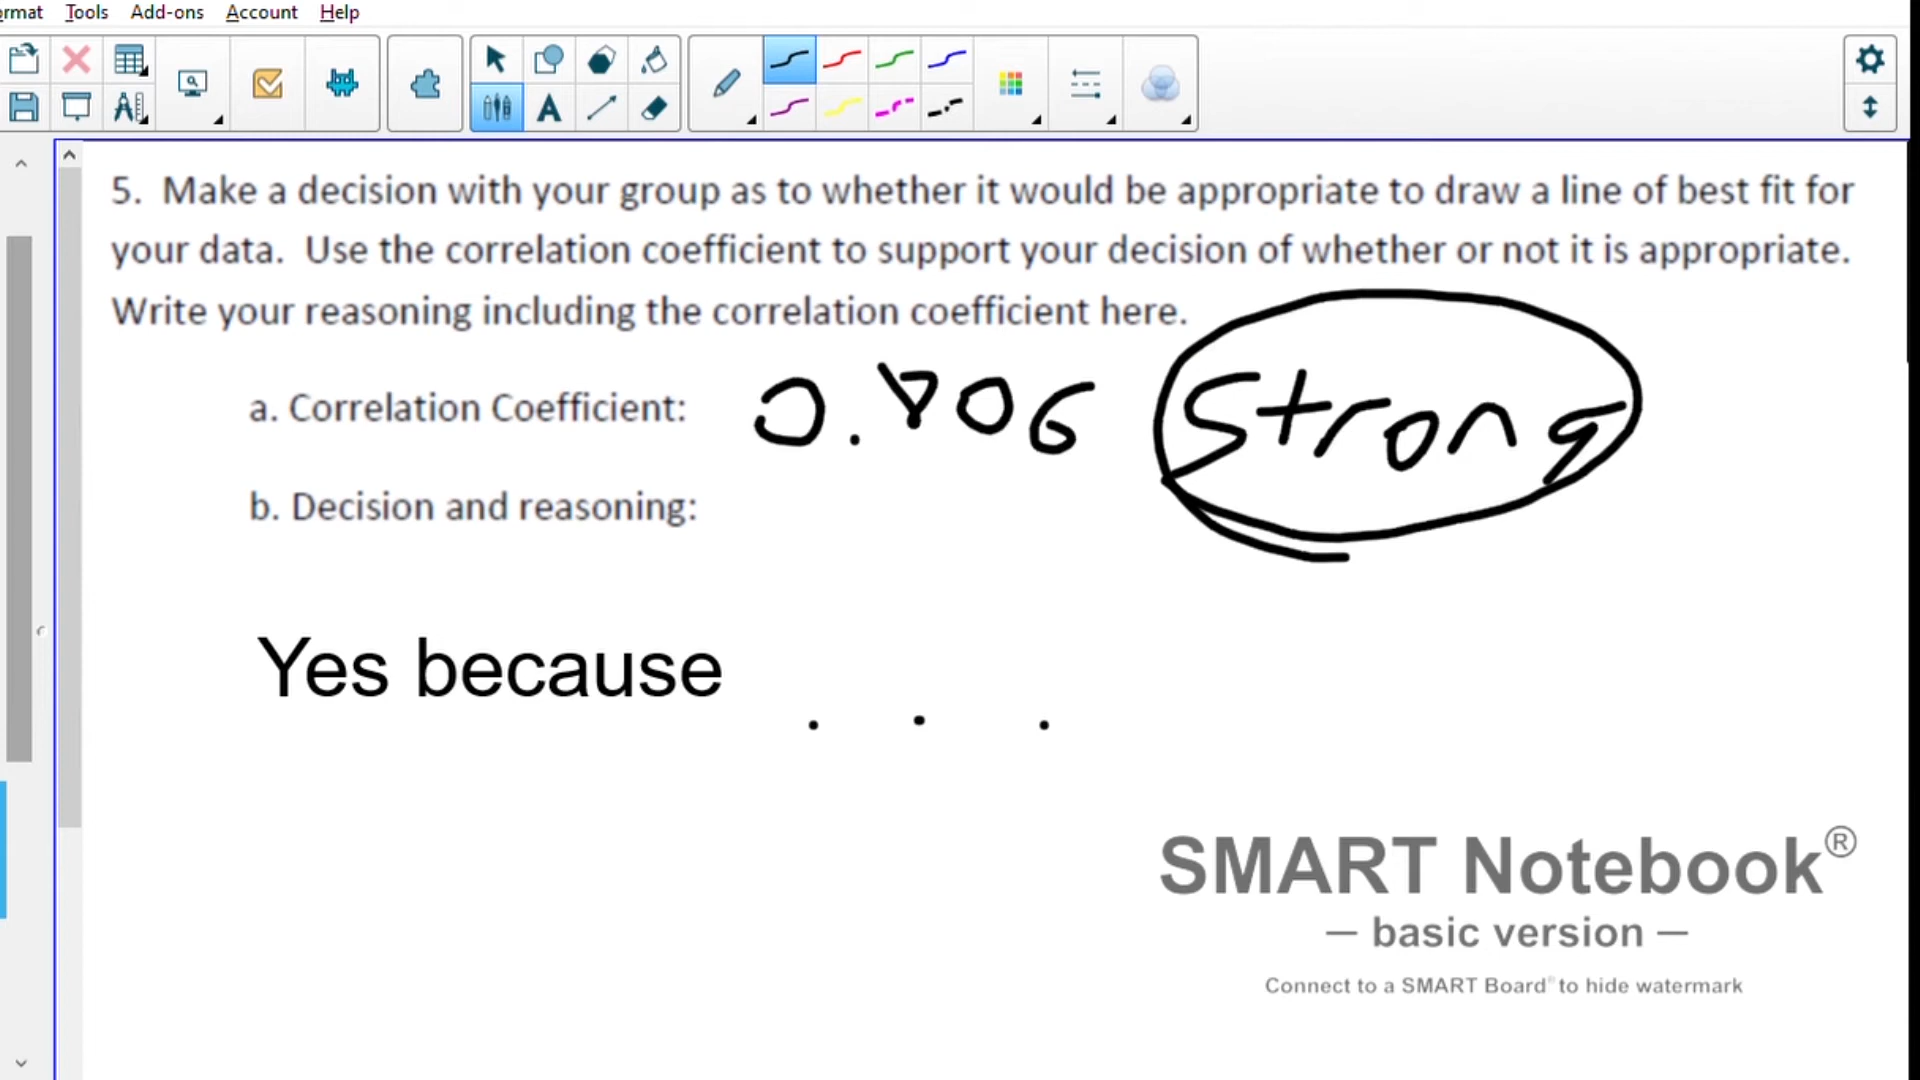 ormat Tools Add-ons Account Help
5. Make a decision with your group as to whether it would be appropriate to draw a line of best fit for
your data. Use the correlation coefficient to support your decision of whether or not it is appropriate.
Write your reasoning including the correlation coefficient here.
a. Correlation Coefficient: 0.806 Strong
b. Decision and reasoning:
Yes because . . .
SMART Notebook®
— basic version —
Connect to a SMART Board® to hide watermark